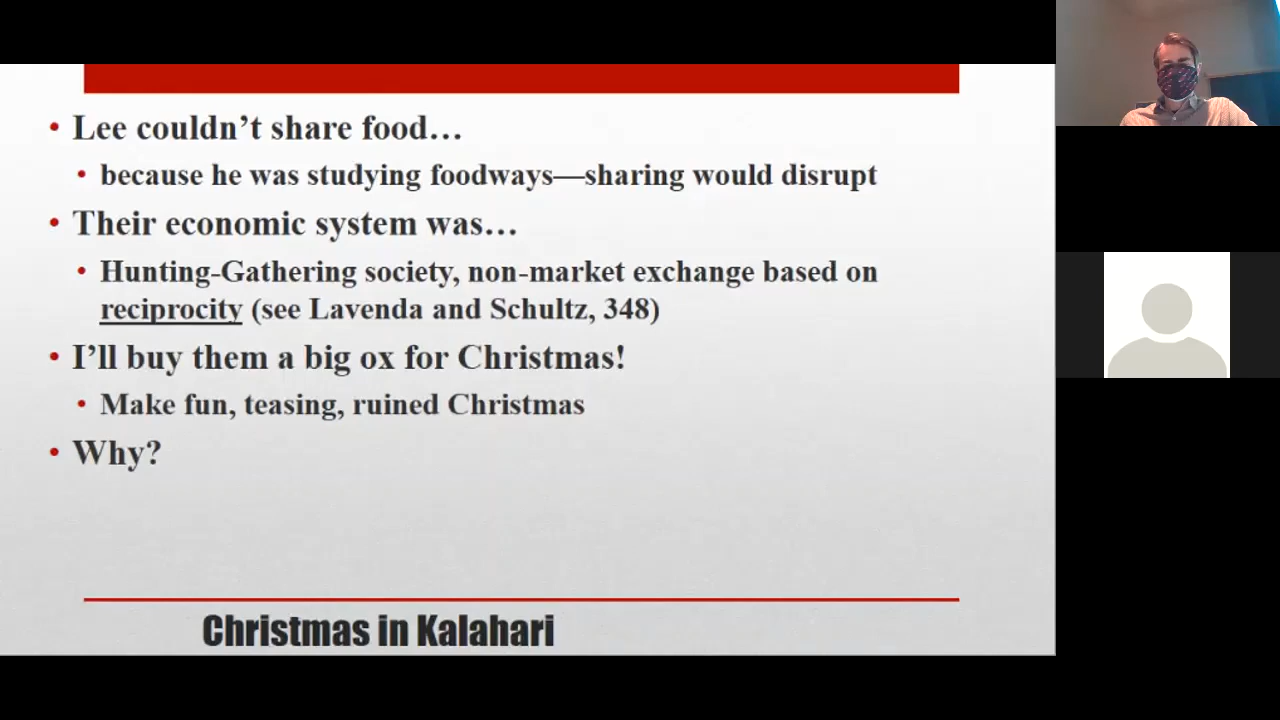 Lee couldn’t share food…
because he was studying foodways—sharing would disrupt
Their economic system was…
Hunting-Gathering society, non-market exchange based on
reciprocity (see Lavenda and Schultz, 348)
I’ll buy them a big ox for Christmas!
Make fun, teasing, ruined Christmas
Why?
Christmas in Kalahari